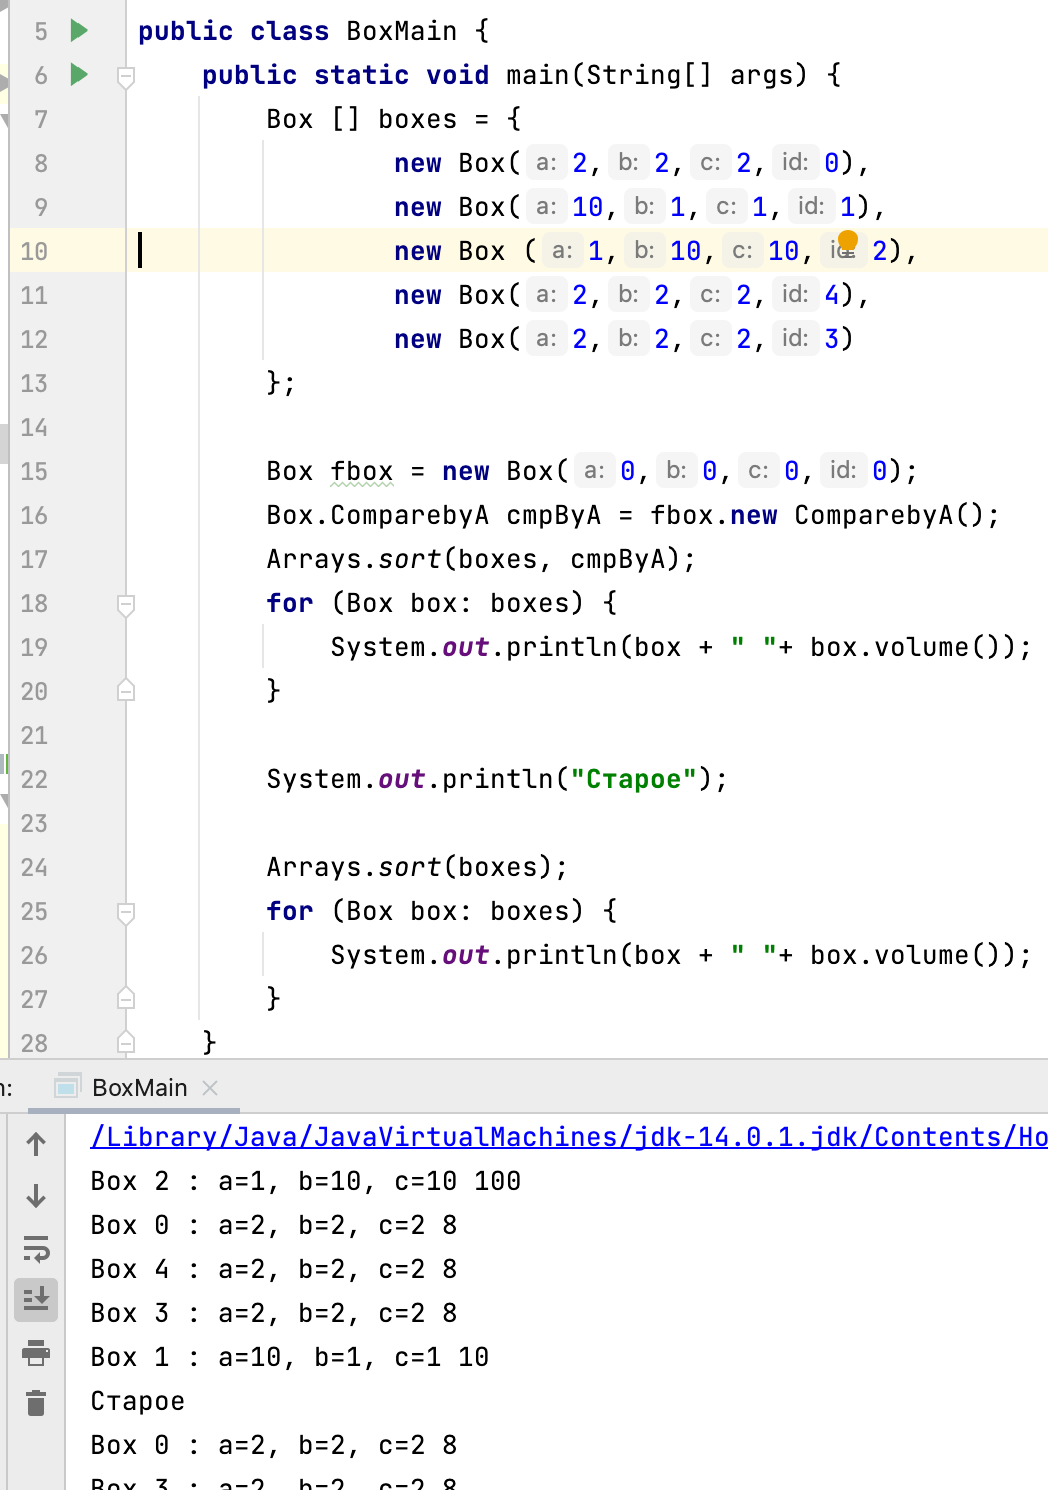 5 public class BoxMain {
6 public static void main(String[] args) {
7 Box [] boxes = {
8 new Box( a: 2, b: 2, c: 2, id: 0),
9 new Box( a: 10, b: 1, c: 1, id: 1),
10 new Box ( a: 1, b: 10, c: 10, id: 2),
11 new Box( a: 2, b: 2, c: 2, id: 4),
12 new Box( a: 2, b: 2, c: 2, id: 3)
13 };
14
15 Box fbox = new Box( a: 0, b: 0, c: 0, id: 0);
16 Box.ComparebyA cmpByA = fbox.new ComparebyA();
17 Arrays.sort(boxes, cmpByA);
18 for (Box box: boxes) {
19 System.out.println(box + " "+ box.volume());
20 }
21
22 System.out.println("Старое");
23
24 Arrays.sort(boxes);
25 for (Box box: boxes) {
26 System.out.println(box + " "+ box.volume());
27 }
28 }
BoxMain
/Library/Java/JavaVirtualMachines/jdk-14.0.1.jdk/Contents/Ho
Box 2 : a=1, b=10, c=10 100
Box 0 : a=2, b=2, c=2 8
Box 4 : a=2, b=2, c=2 8
Box 3 : a=2, b=2, c=2 8
Box 1 : a=10, b=1, c=1 10
Старое
Box 0 : a=2, b=2, c=2 8
Box 3 : a=2, b=2, c=2 8